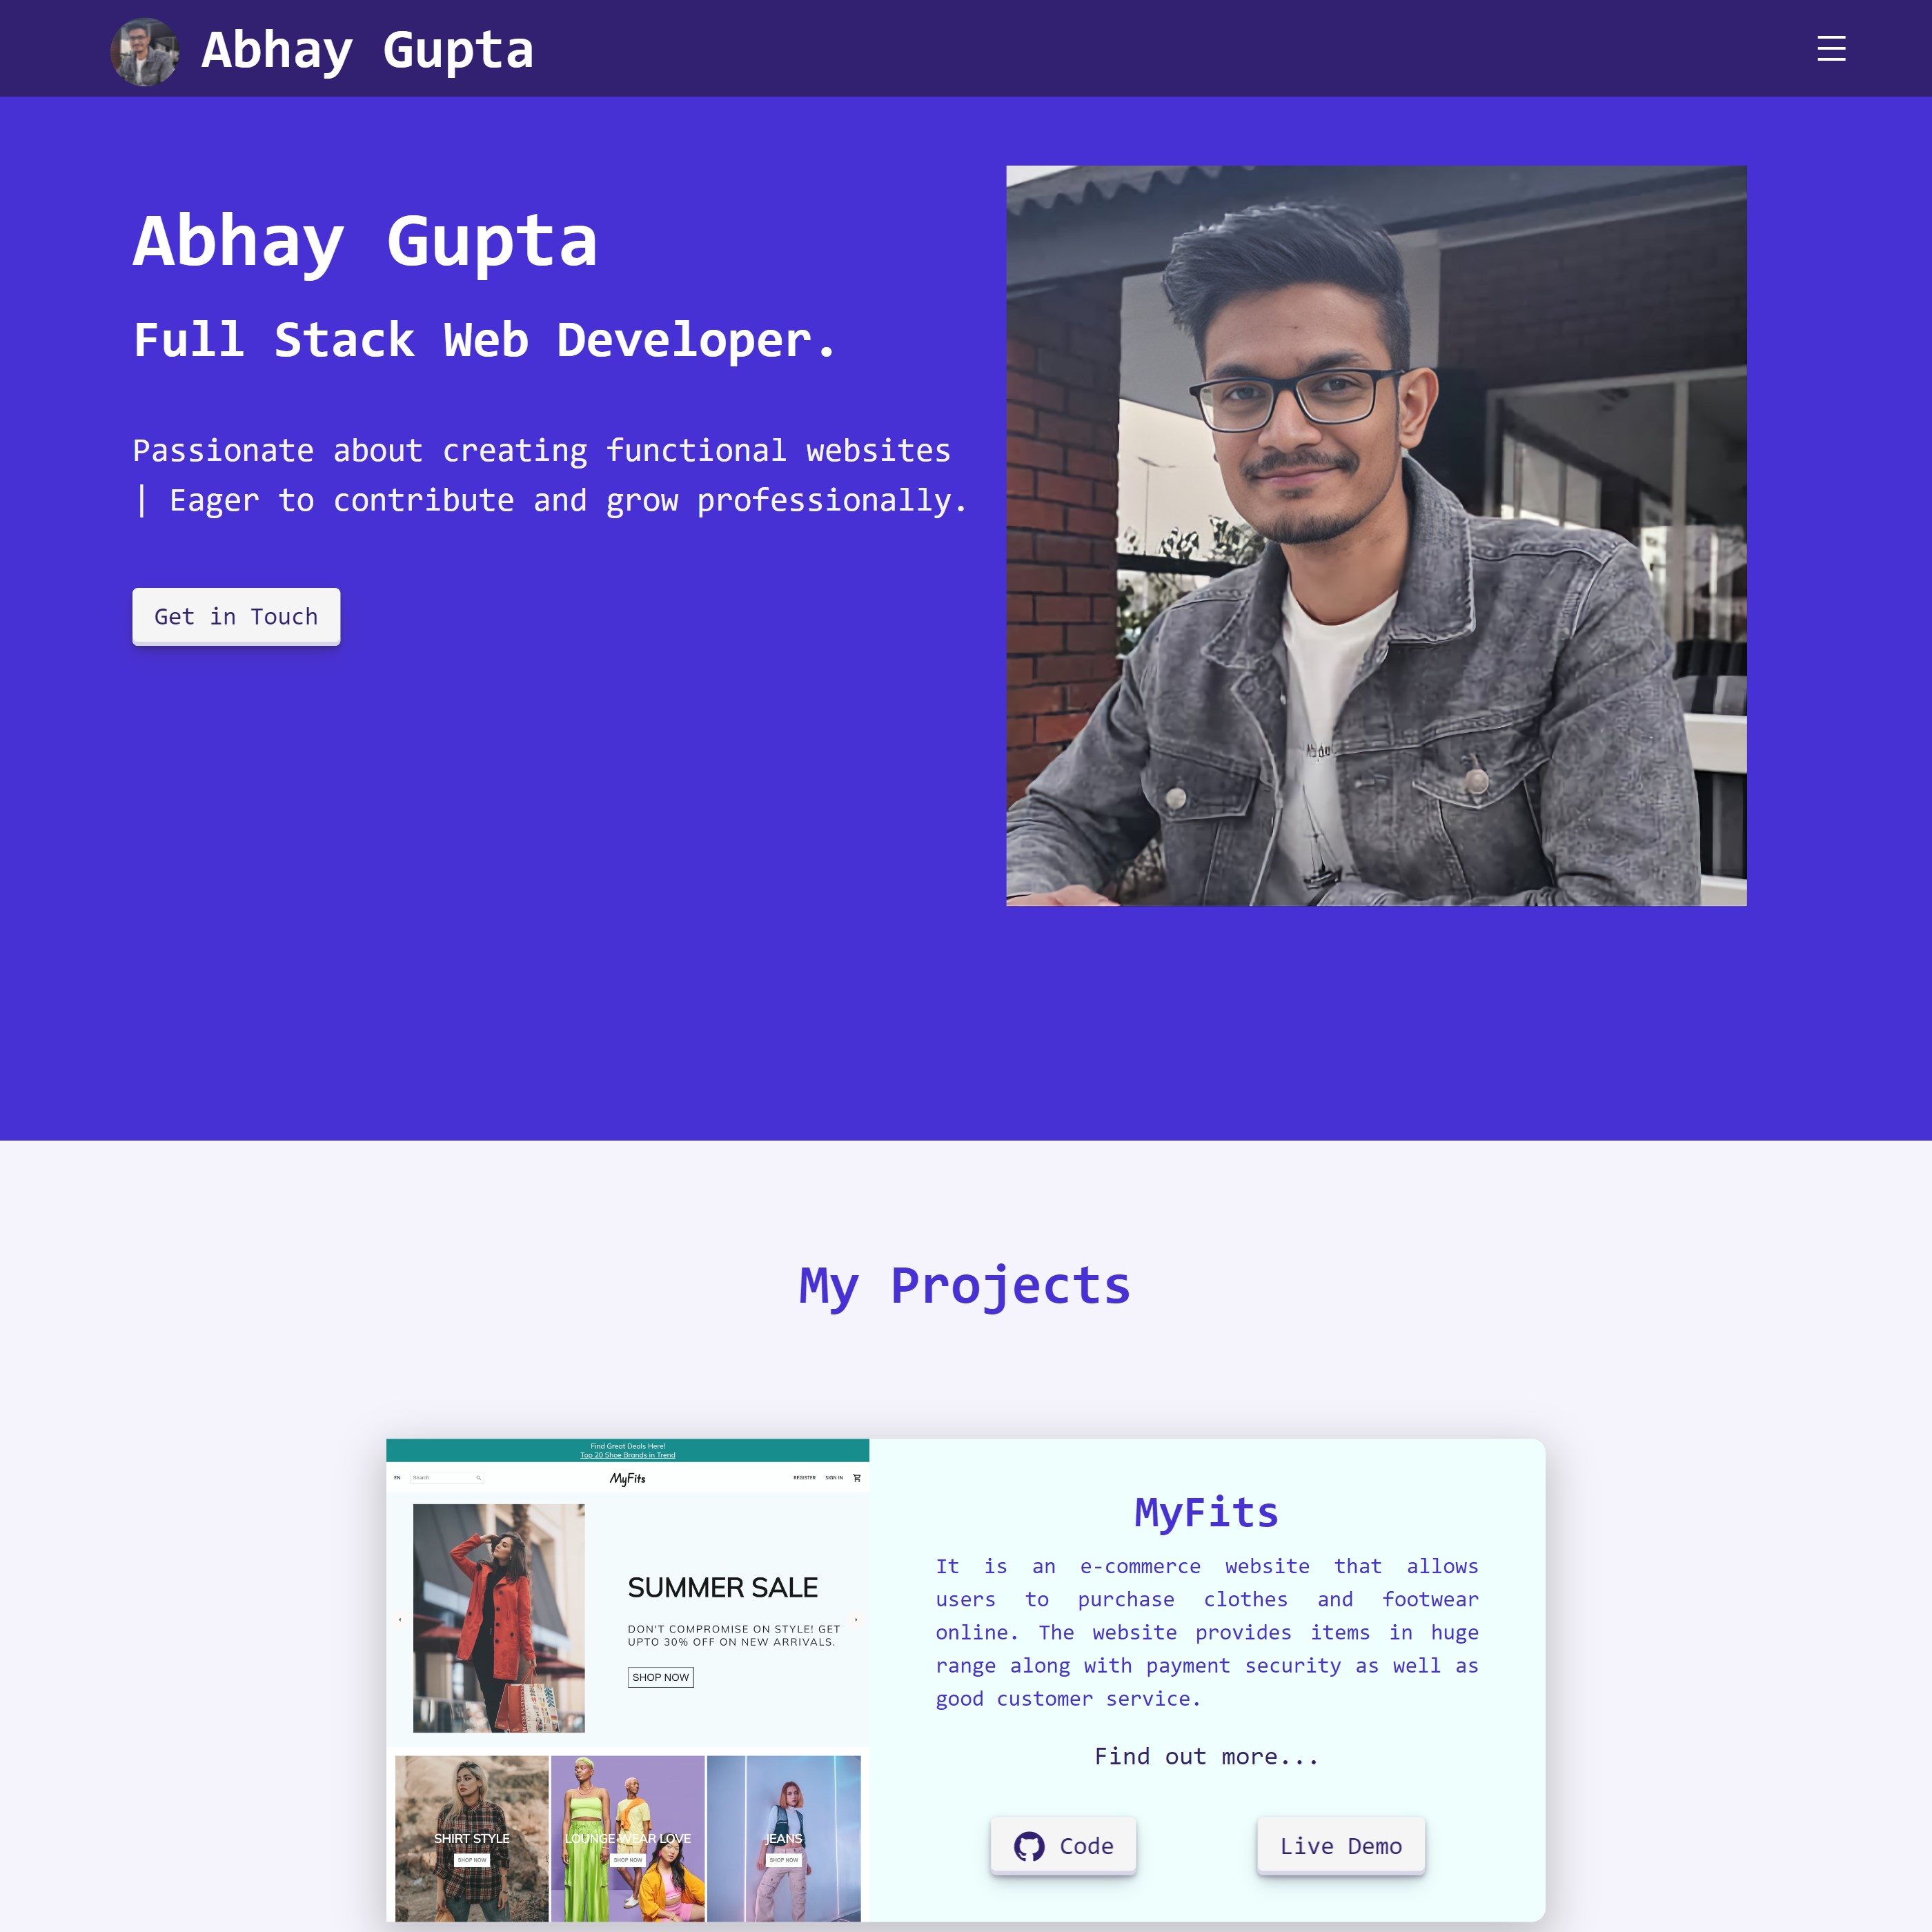 Abhay Gupta
Abhay Gupta
Full Stack Web Developer.
Passionate about creating functional websites
| Eager to contribute and grow professionally.
Get in Touch
My Projects
Find Great Deals Here!
Top 20 Shoe Brands in Trend
EN
Search
MyFits
REGISTER
SIGN IN
SUMMER SALE
DON'T COMPROMISE ON STYLE! GET
UPTO 30% OFF ON NEW ARRIVALS.
SHOP NOW
SHIRT STYLE
SHOP NOW
LOUNGE WEAR LOVE
SHOP NOW
JEANS
SHOP NOW
MyFits
It is an e-commerce website that allows
users to purchase clothes and footwear
online. The website provides items in huge
range along with payment security as well as
good customer service.
Find out more...
Code
Live Demo